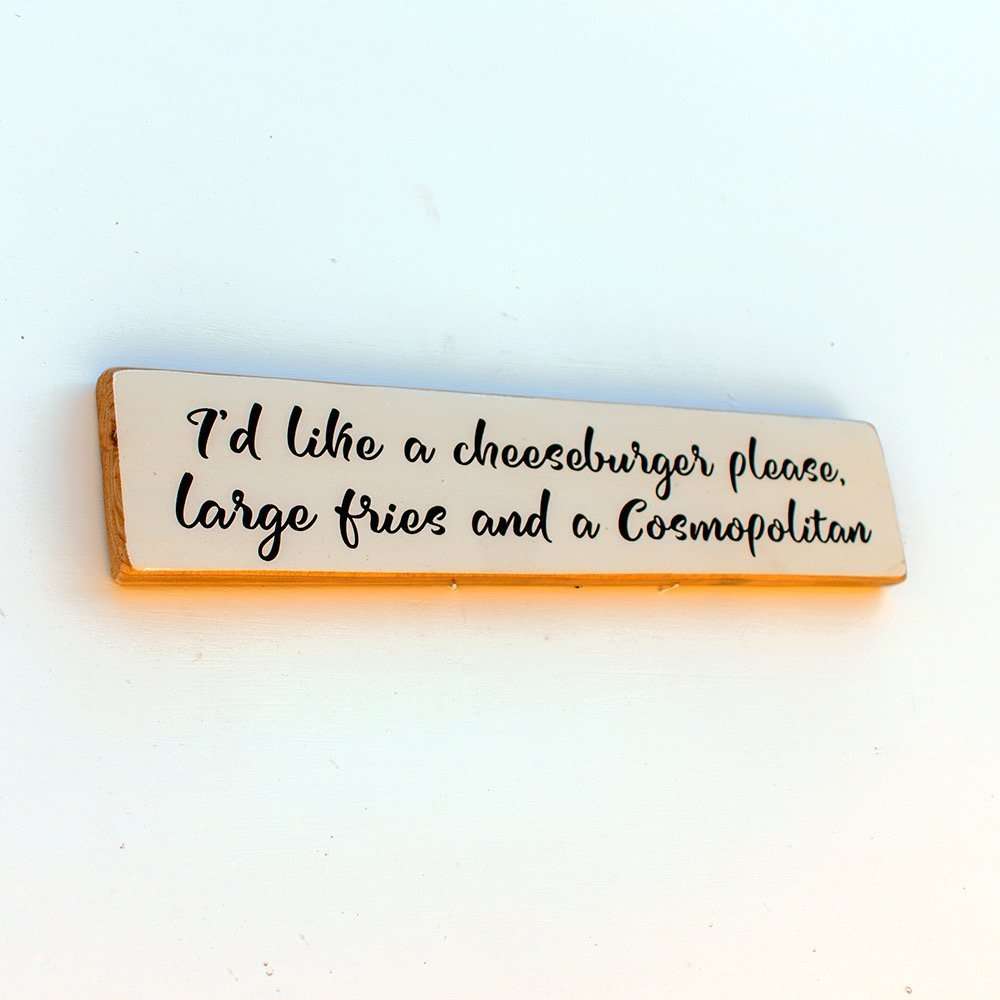 I'd like a cheeseburger please,
large fries and a Cosmopolitan